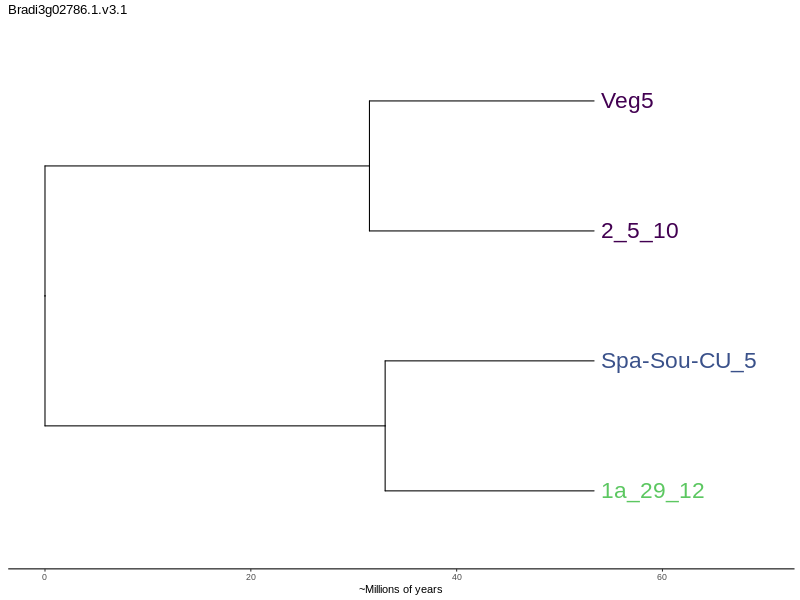 Bradi3g02786.1.v3.1
Veg5
2_5_10
Spa-Sou-CU_5
1a_29_12
0 20 40 60
~Millions of years